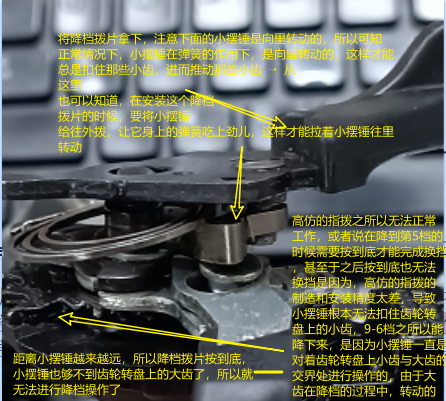 将降档拨片拿下，注意下面的小摆锤是向里转动的，所以可知
正常情况下，小摆锤在弹簧的作用下，是向里转动的，这样才能
总是扣住那些小齿，进而推动那些小齿，从
这里
也可以知道，在安装这个降档
拨片的时候，要将小摆锤
给往外拨，让它身上的弹簧吃上劲儿，这样才能拉着小摆锤往里
转动
高仿的指拨之所以无法正常
工作，或者说在降到第5档的
时候需要按到底才能完成换挡
，甚至于之后按到底也无法
换挡是因为，高仿的指拨的
制造和安装精度太差，导致
小摆锤根本无法扣住齿轮转
盘上的小齿，9-6档之所以能
降下来，是因为小摆锤一直是
对着齿轮转盘上小齿与大齿的
交界处进行操作的，由于大
齿在降档的过程中，转动的
距离小摆锤越来越远，所以降档拨片按到底，
小摆锤也够不到齿轮转盘上的大齿了，所以就
无法进行降档操作了